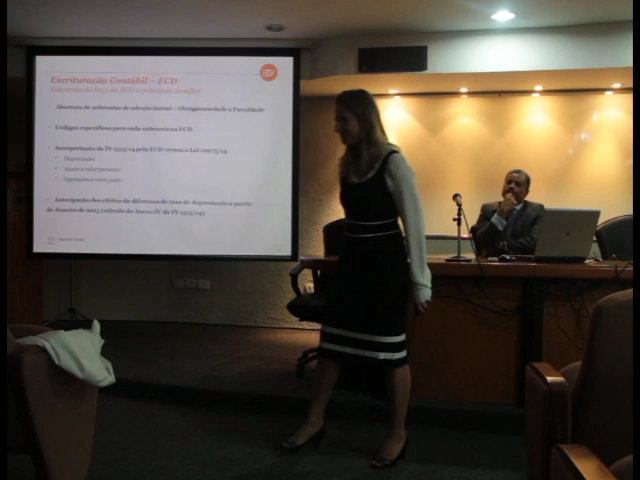 Escrituração Contábil – ECD
Subcontas da Lei da ECD e principais desafios
Abertura de subcontas de adoção inicial – Obrigatoriedade x Faculdade
Códigos específicos para cada subconta na ECD
Interpretação da IN 1515/14 pela ECD versus a Lei 12973/14
Depreciação
Ajuste a valor presente
Operações a valor justo
Antecipação dos efeitos da diferença de taxa de depreciação a partir
de Janeiro de 2015 (cálculo do Anexo IV da IN 1515/14)